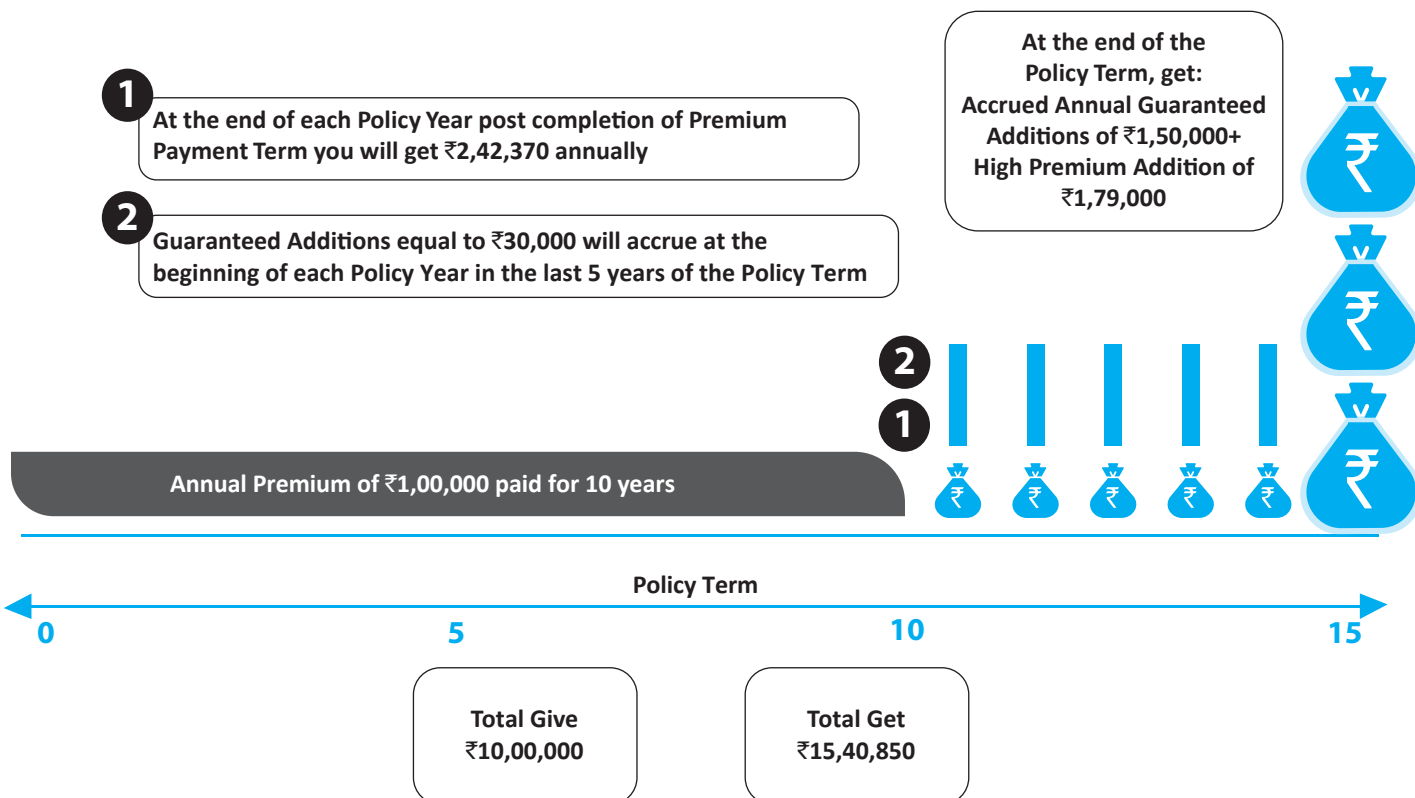 1
At the end of each Policy Year post completion of Premium
Payment Term you will get ₹2,42,370 annually
2
Guaranteed Additions equal to ₹30,000 will accrue at the
beginning of each Policy Year in the last 5 years of the Policy Term
At the end of the
Policy Term, get:
Accrued Annual Guaranteed
Additions of ₹1,50,000+
High Premium Addition of
₹1,79,000
₹
₹
₹
2
1
Annual Premium of ₹1,00,000 paid for 10 years
₹ ₹ ₹ ₹ ₹
Policy Term
0 5 10 15
Total Give
₹10,00,000
Total Get
₹15,40,850